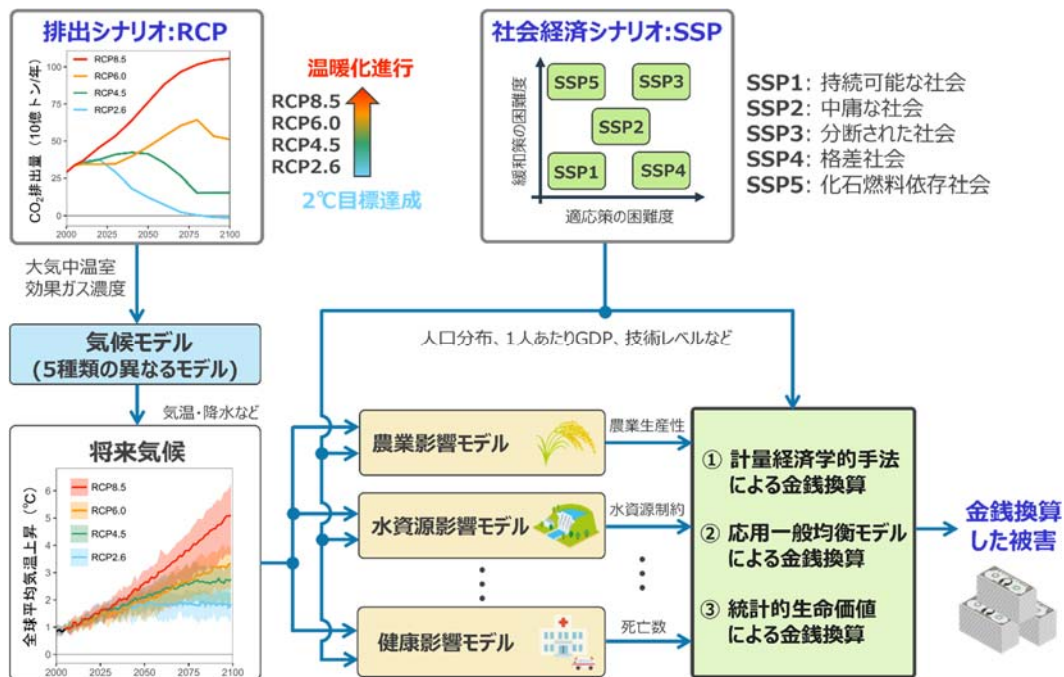 排出シナリオ:RCP
RCP8.5
RCP6.0
RCP4.5
RCP2.6
CO₂排出量（10億トン/年）
100
75
50
25
0
2000
2025
2050
2075
2100
温暖化進行
RCP8.5
RCP6.0
RCP4.5
RCP2.6
2℃目標達成
社会経済シナリオ:SSP
緩和策の困難度
SSP5
SSP3
SSP2
SSP1
SSP4
適応策の困難度
SSP1: 持続可能な社会
SSP2: 中庸な社会
SSP3: 分断された社会
SSP4: 格差社会
SSP5: 化石燃料依存社会
大気中温室
効果ガス濃度
気候モデル
(5種類の異なるモデル)
気温・降水など
人口分布、1人あたりGDP、技術レベルなど
将来気候
RCP8.5
RCP6.0
RCP4.5
RCP2.6
全球平均気温上昇（℃）
6
5
4
3
2
1
0
2000
2025
2050
2075
2100
農業影響モデル
農業生産性
水資源影響モデル
水資源制約
健康影響モデル
死亡数
① 計量経済学的手法
による金銭換算
② 応用一般均衡モデル
による金銭換算
③ 統計的生命価値
による金銭換算
金銭換算
した被害